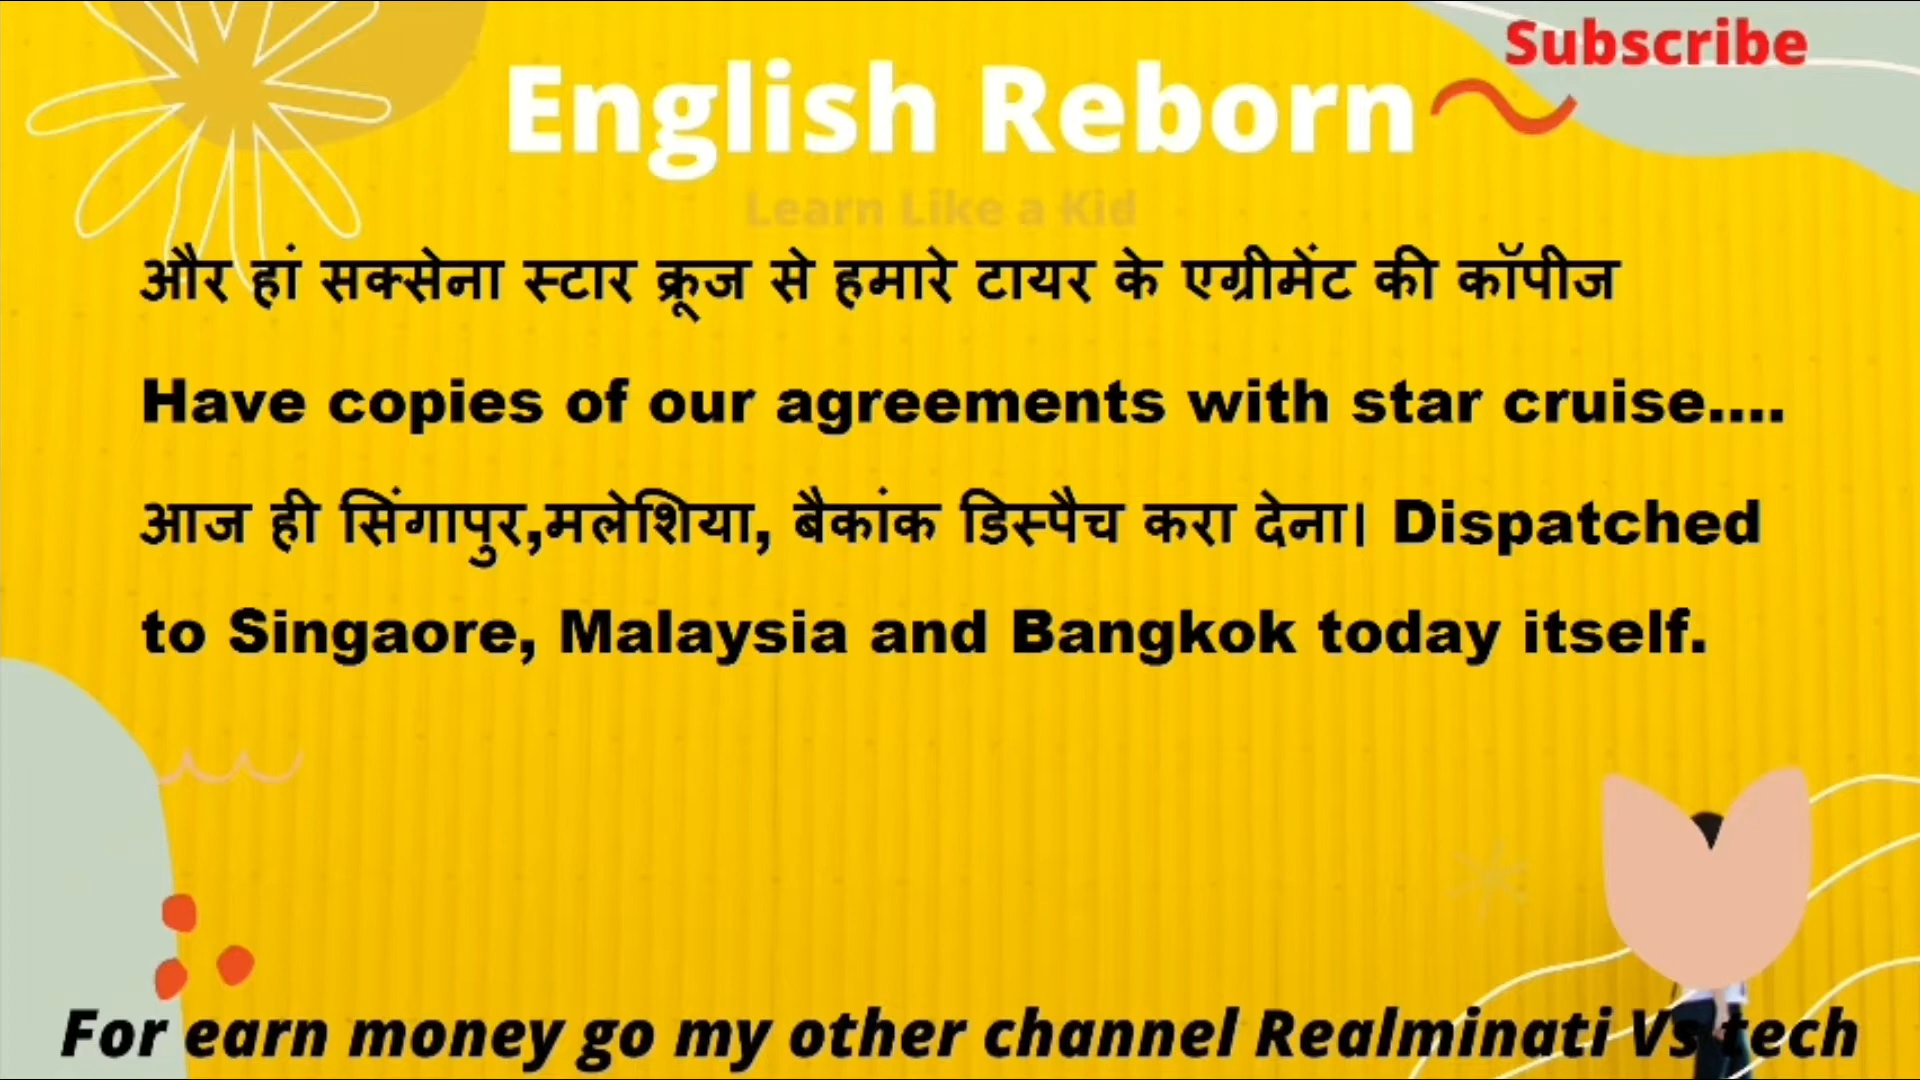 Subscribe
English Reborn
Learn Like a Kid
और हां सक्सेना स्टार क्रूज से हमारे टायर के एग्रीमेंट की कॉपीज
Have copies of our agreements with star cruise....
आज ही सिंगापुर,मलेशिया, बैकांक डिस्पैच करा देना। Dispatched
to Singaore, Malaysia and Bangkok today itself.
For earn money go my other channel Realminati Vs tech